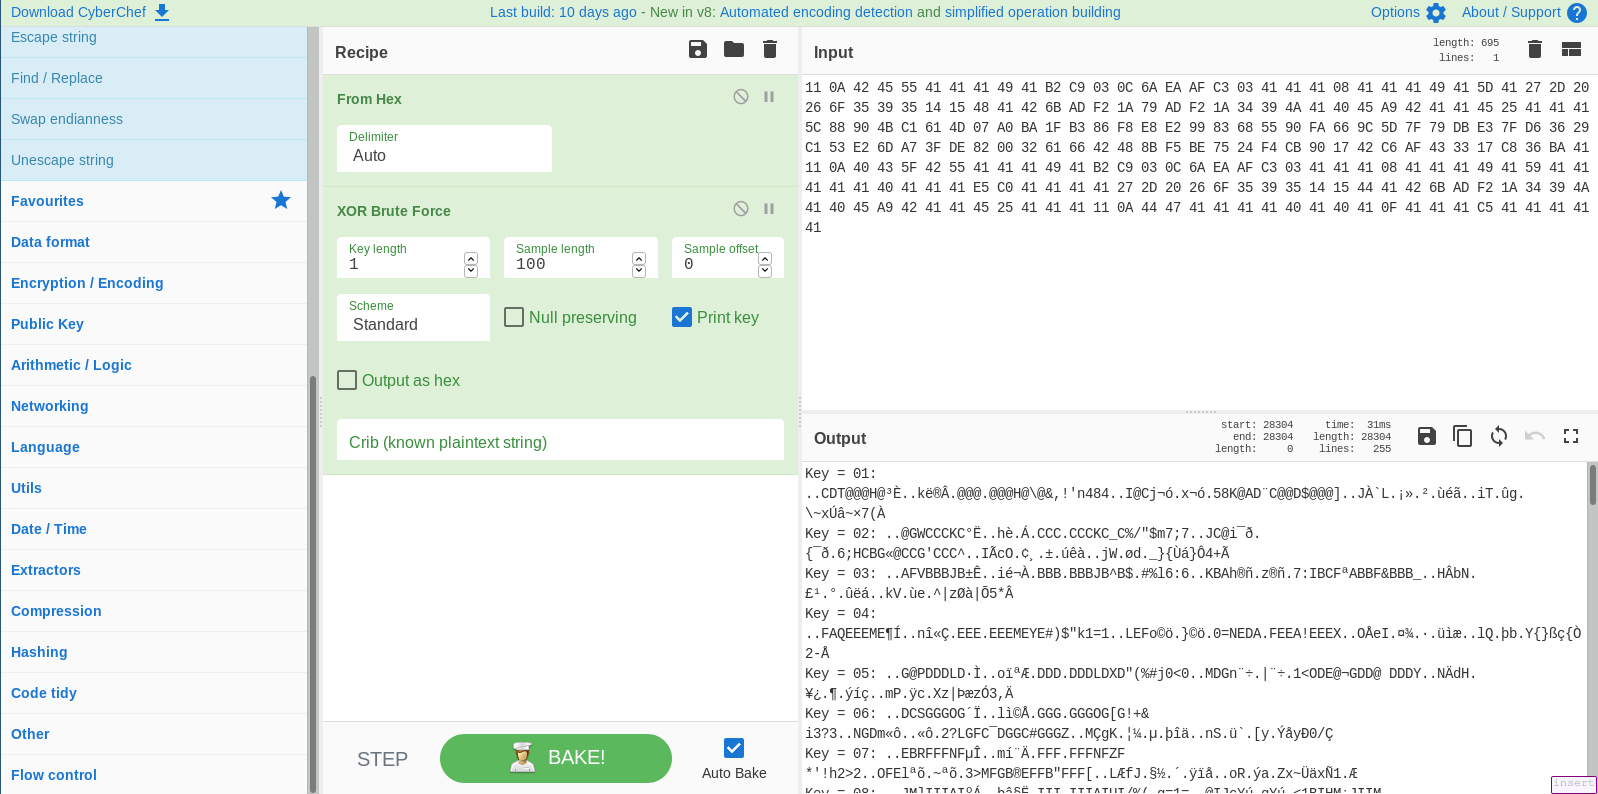 Download CyberChef
Last build: 10 days ago - New in v8: Automated encoding detection and simplified operation building
Options
About / Support
Escape string
Find / Replace
Swap endianness
Unescape string
Favourites
Data format
Encryption / Encoding
Public Key
Arithmetic / Logic
Networking
Language
Utils
Date / Time
Extractors
Compression
Hashing
Code tidy
Other
Flow control
Recipe
From Hex
Delimiter
Auto
XOR Brute Force
Key length
1
Sample length
100
Sample offset
0
Scheme
Standard
Null preserving
Print key
Output as hex
Crib (known plaintext string)
STEP
BAKE!
Auto Bake
Input
length: 695
lines: 1
11 0A 42 45 55 41 41 41 49 41 B2 C9 03 0C 6A EA AF C3 03 41 41 41 08 41 41 41 49 41 5D 41 27 2D 20
26 6F 35 39 35 14 15 48 41 42 6B AD F2 1A 79 AD F2 1A 34 39 4A 41 40 45 A9 42 41 41 45 25 41 41 41
5C 88 90 4B C1 61 4D 07 A0 BA 1F B3 86 F8 E8 E2 99 83 68 55 90 FA 66 9C 5D 7F 79 DB E3 7F D6 36 29
C1 53 E2 6D A7 3F DE 82 00 32 61 66 42 48 8B F5 BE 75 24 F4 CB 90 17 42 C6 AF 43 33 17 C8 36 BA 41
11 0A 40 43 5F 42 55 41 41 41 49 41 B2 C9 03 0C 6A EA AF C3 03 41 41 41 08 41 41 41 49 41 59 41 41
41 41 41 40 41 41 41 E5 C0 41 41 41 41 27 2D 20 26 6F 35 39 35 14 15 44 41 42 6B AD F2 1A 34 39 4A
41 40 45 A9 42 41 41 45 25 41 41 41 11 0A 44 47 41 41 41 41 40 41 40 41 0F 41 41 41 C5 41 41 41 41
41
Output
start: 28304
end: 28304
length: 0
time: 31ms
length: 28304
lines: 255
Key = 01:
..CDT@@@H@³È..kë®Â.@@@.@@@H@\@&,!'n484..I@Cj¬ó.x¬ó.58K@AD¨C@@D$@@@]..JÀ`L.¡».².ùéã..iT.ûg.
\~xÚâ~×7(À
Key = 02: ..@GWCCCKC°Ë..hè.Á.CCC.CCCKC_C%/"$m7;7..JC@i¯ð.
{¯ð.6;HCBG«@CCG'CCC^..IÃcO.¢¸.±.úêà..jW.ød._}{Ùá}Ô4+Ã
Key = 03: ..AFVBBBJB±Ê..ié¬À.BBB.BBBJB^B$.#%l6:6..KBAh®ñ.z®ñ.7:IBCFªABBF&BBB_..HÂbN.
£¹.°.ûëá..kV.ùe.^|zØà|Õ5*Â
Key = 04:
..FAQEEEME¶Í..nî«Ç.EEE.EEEMEYE#)$"k1=1..LEFo©ö.}©ö.0=NEDA.FEEA!EEEX..OÅeI.¤¾.·.üìæ..lQ.þb.Y{}ßç{Ò
2-Å
Key = 05: ..G@PDDDLD·Ì..oïªÆ.DDD.DDDLDXD"(%#j0<0..MDGn¨÷.|¨÷.1<ODE@¬GDD@ DDDY..NÄdH.
¥¿.¶.ýíç..mP.ÿc.Xz|ÞæzÓ3,Ä
Key = 06: ..DCSGGGOG´Ï..lì©Å.GGG.GGGOG[G!+&
i3?3..NGDm«ô..«ô.2?LGFC¯DGGC#GGGZ..MÇgK.¦¼.µ.þîä..nS.ü`.[y.ÝåyÐ0/Ç
Key = 07: ..EBRFFFNFµÎ..mí¨Ä.FFF.FFFNFZF
*'!h2>2..OFElªõ.~ªõ.3>MFGB®EFFB"FFF[..LÆfJ.§½.´.ÿïå..oR.ýa.Zx~ÜäxÑ1.Æ
insert